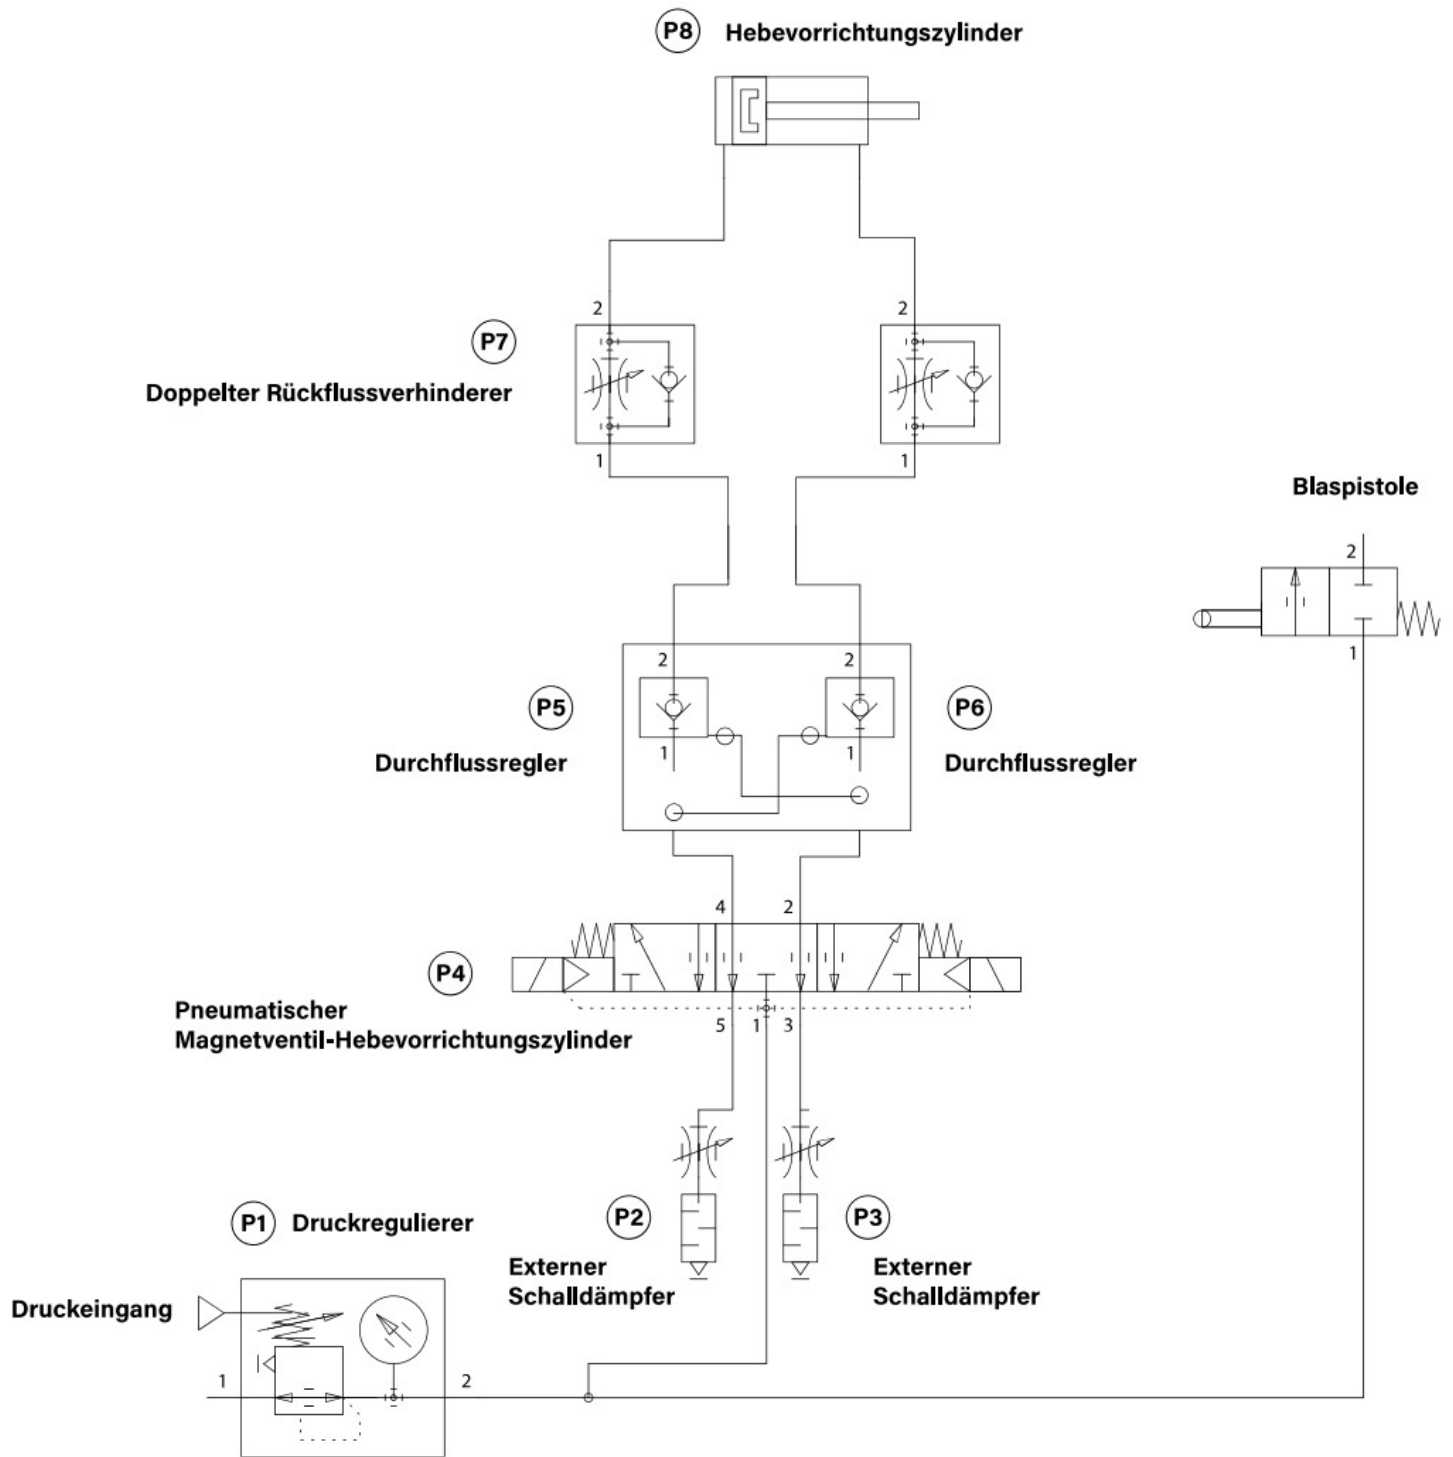 P8 Hebevorrichtungszylinder
2 2
P7
Doppelter Rückflussverhinderer
1 1
Blaspistole
2
2 2
1
P5 P6
1 1
Durchflussregler Durchflussregler
4 2
P4
Pneumatischer
Magnetventil-Hebevorrichtungszylinder
5 1 3
P1 Druckregulierer
P2 P3
Externer
Schalldämpfer
Externer
Schalldämpfer
Druckeingang
1 2